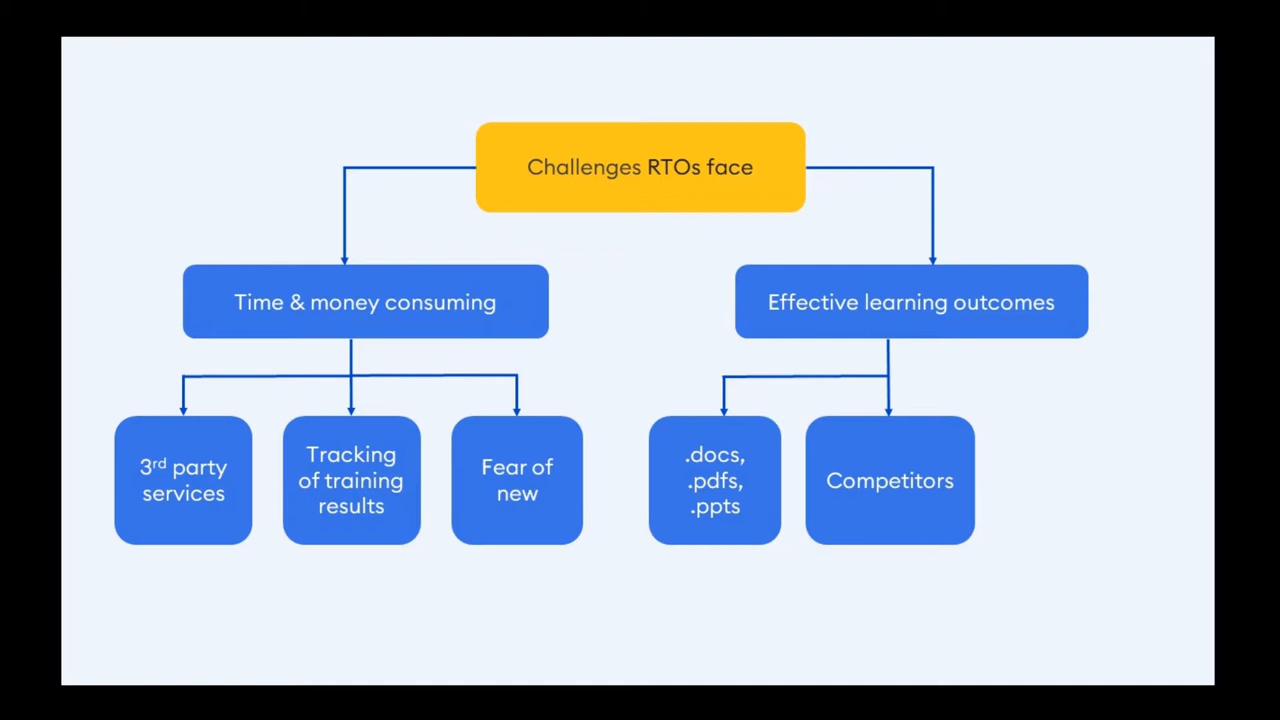 Challenges RTOs face
Time & money consuming
Effective learning outcomes
3rd party
services
Tracking
of training
results
Fear of
new
.docs,
.pdfs,
.ppts
Competitors